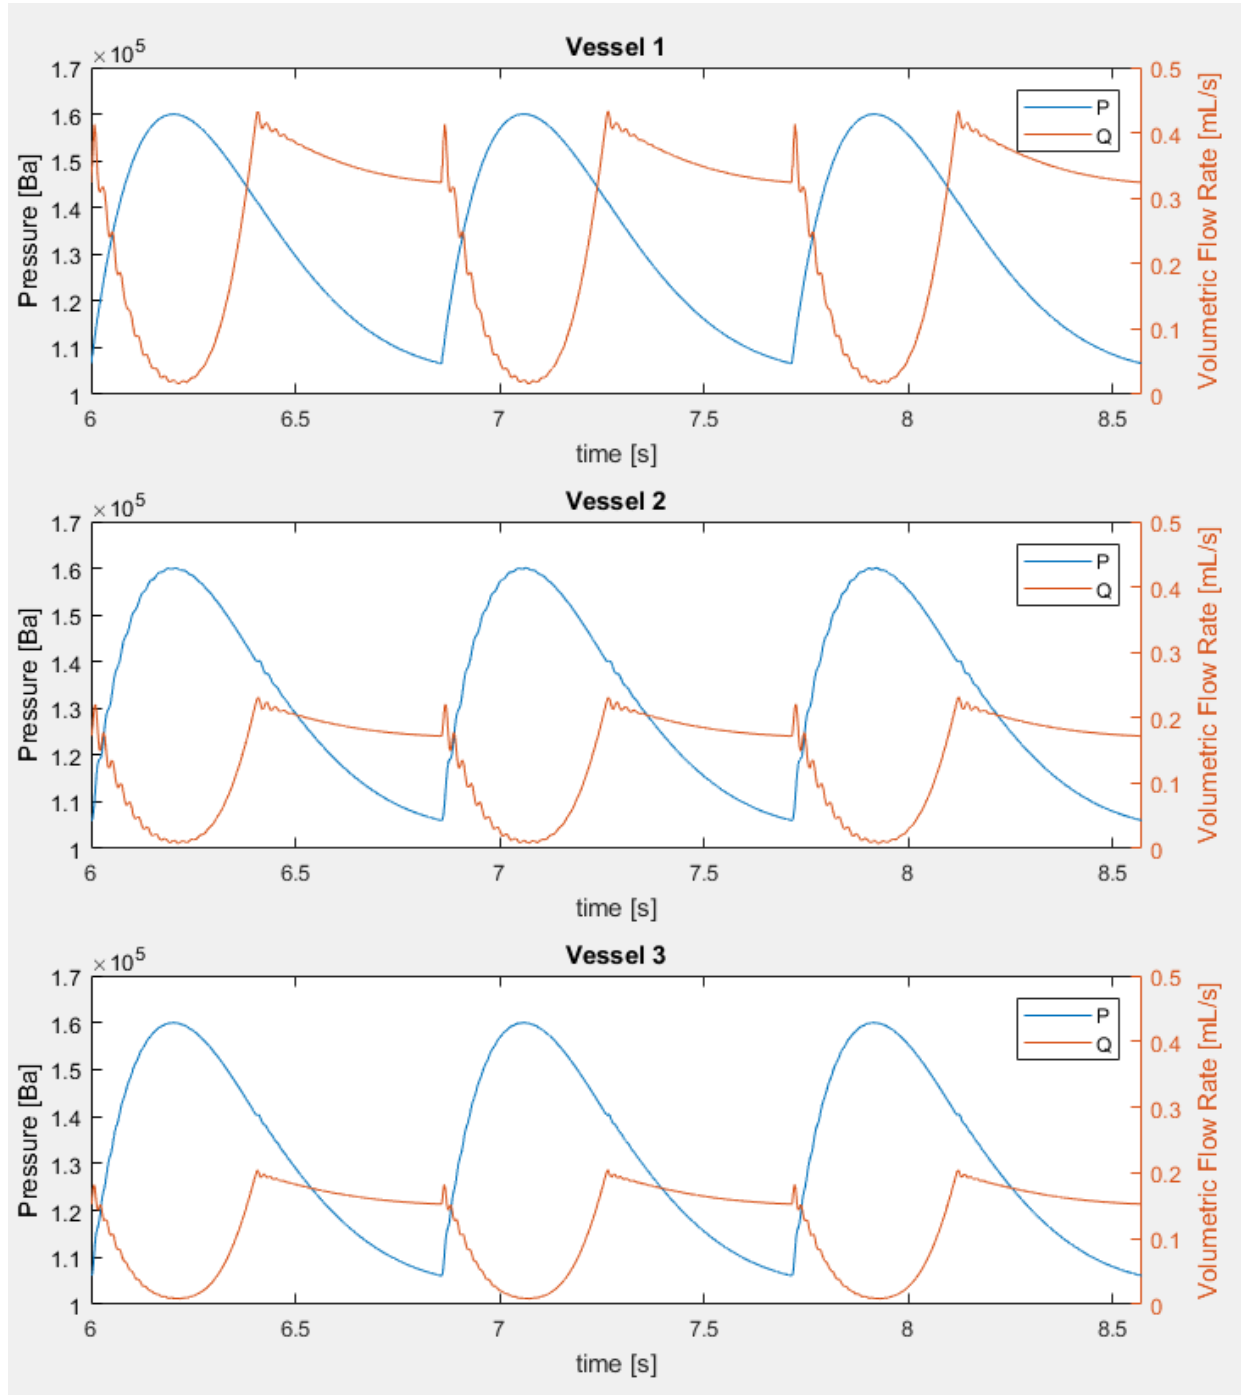 Vessel 1
×10⁵
1.7
1.6
1.5
1.4
1.3
1.2
1.1
1
Pressure [Ba]
P
Q
0.5
0.4
0.3
0.2
0.1
0
Volumetric Flow Rate [mL/s]
6 6.5 7 7.5 8 8.5
time [s]
Vessel 2
×10⁵
1.7
1.6
1.5
1.4
1.3
1.2
1.1
1
Pressure [Ba]
P
Q
0.5
0.4
0.3
0.2
0.1
0
Volumetric Flow Rate [mL/s]
6 6.5 7 7.5 8 8.5
time [s]
Vessel 3
×10⁵
1.7
1.6
1.5
1.4
1.3
1.2
1.1
1
Pressure [Ba]
P
Q
0.5
0.4
0.3
0.2
0.1
0
Volumetric Flow Rate [mL/s]
6 6.5 7 7.5 8 8.5
time [s]